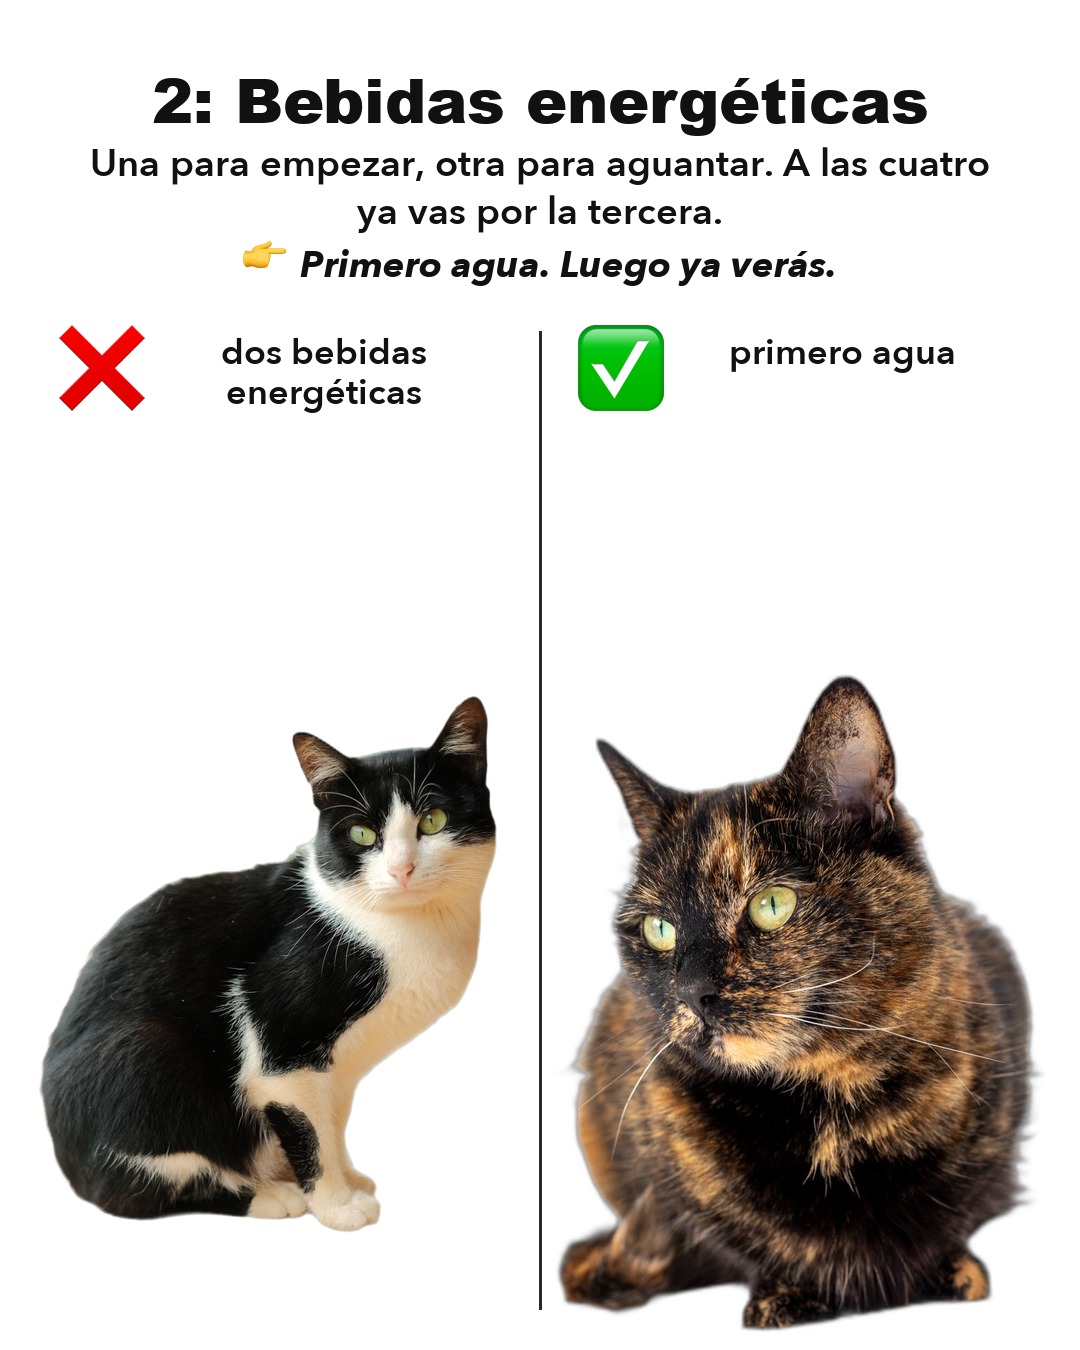 2: Bebidas energéticas
Una para empezar, otra para aguantar. A las cuatro
ya vas por la tercera.
👉 Primero agua. Luego ya verás.
dos bebidas
energéticas
primero agua